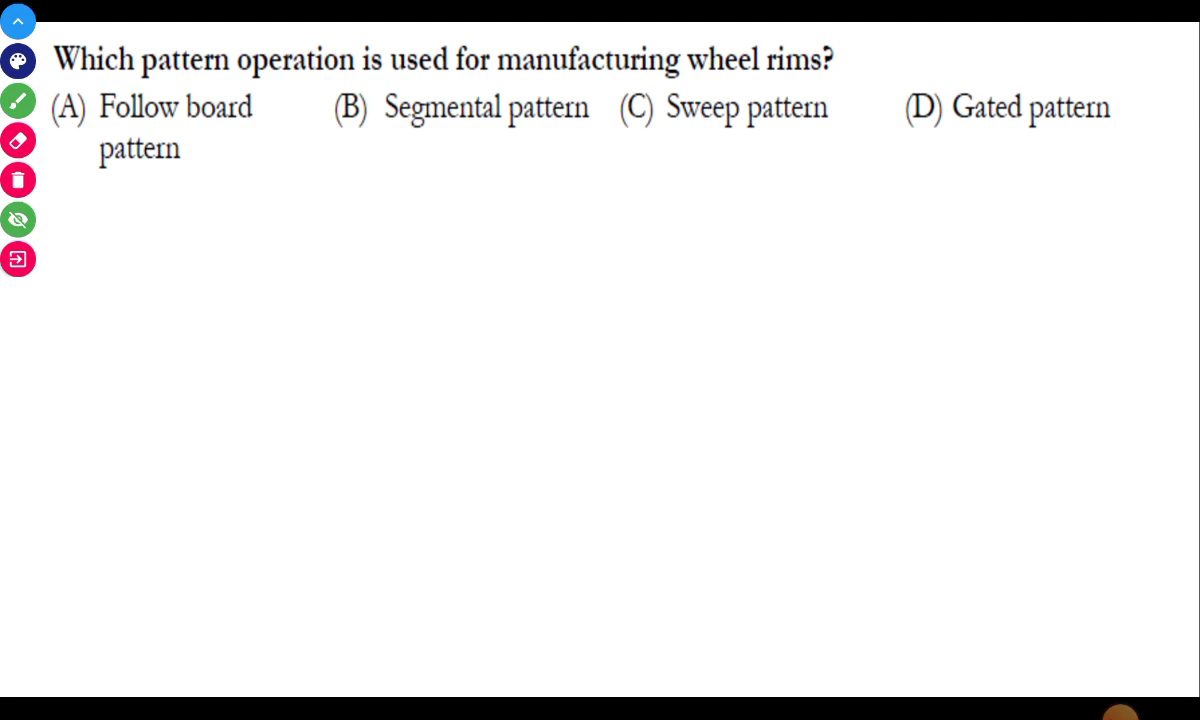 Which pattern operation is used for manufacturing wheel rims?
(A) Follow board (B) Segmental pattern (C) Sweep pattern (D) Gated pattern
pattern